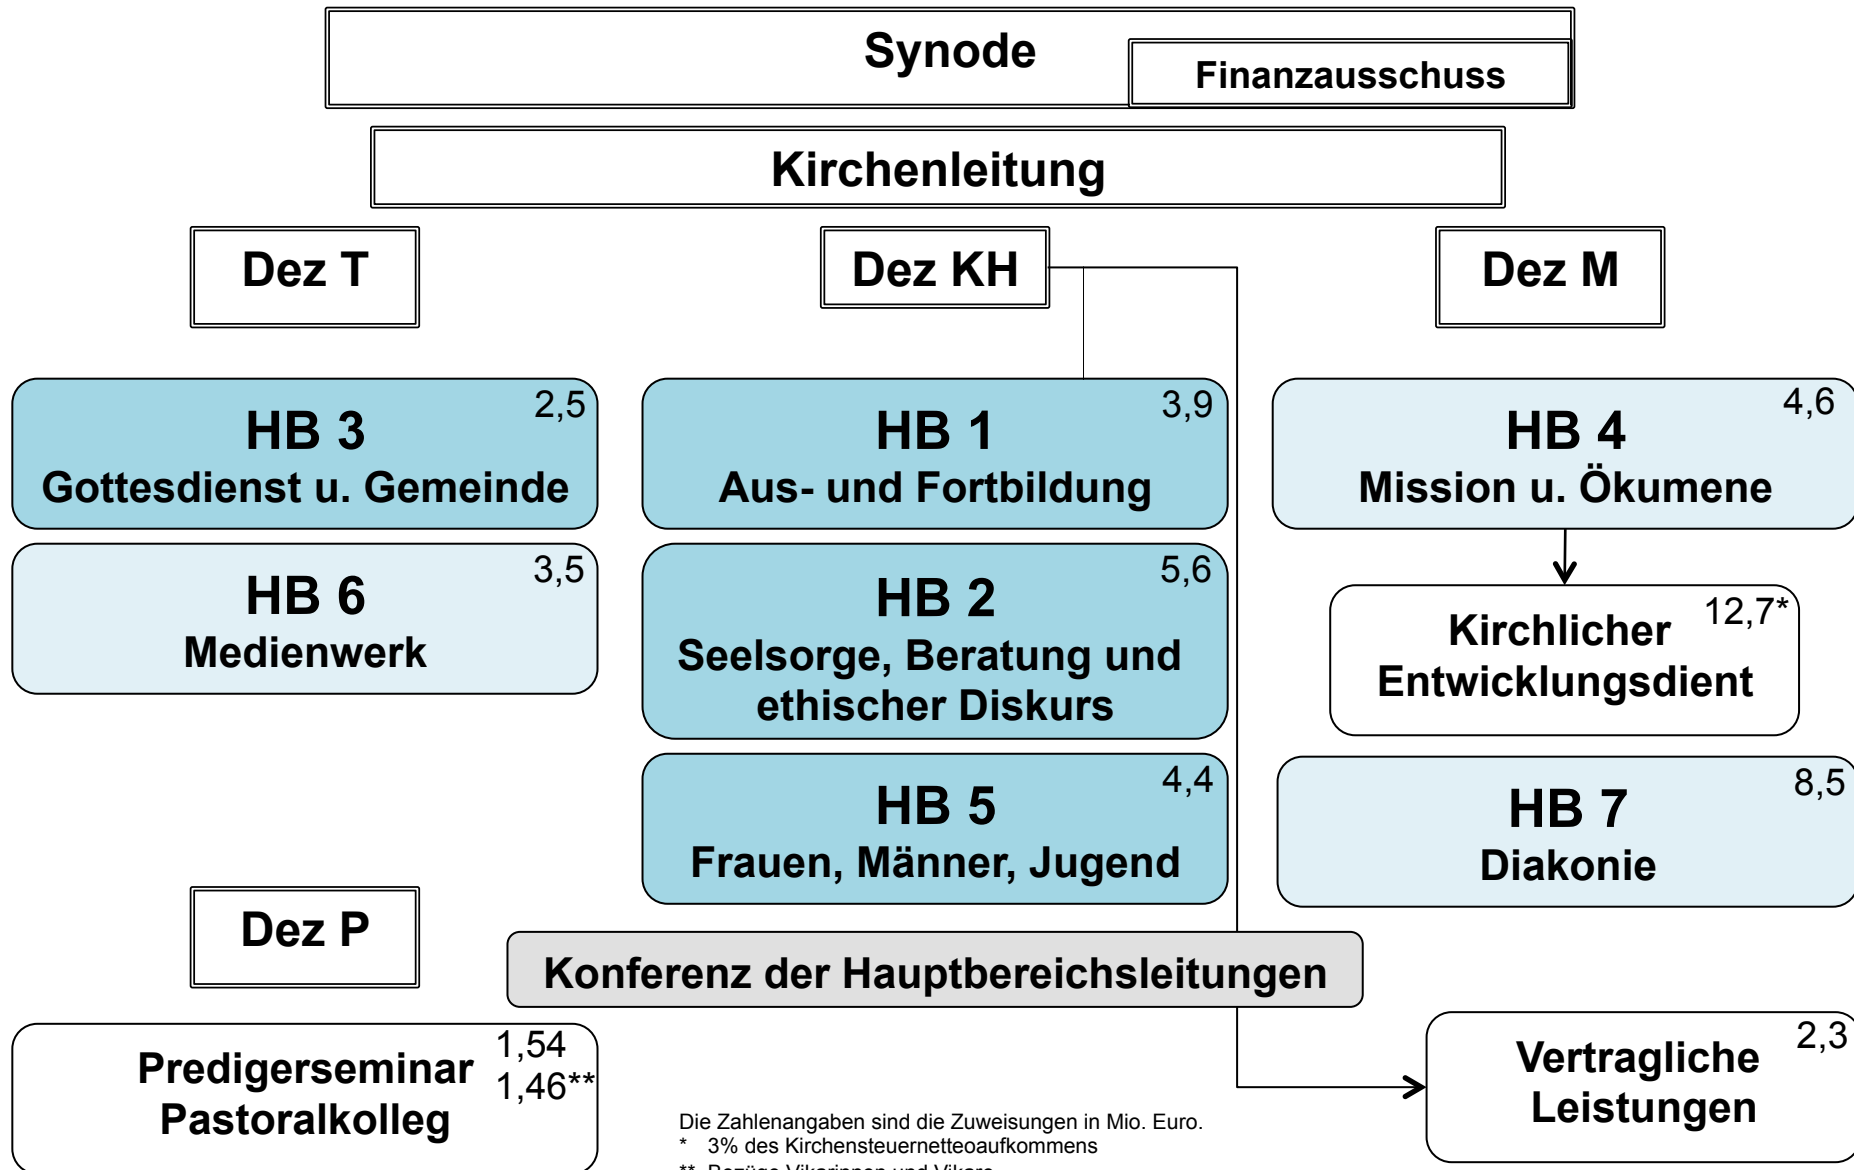 Synode
Finanzausschuss
Kirchenleitung
Dez T
Dez KH
Dez M
HB 3
2,5
Gottesdienst u. Gemeinde
HB 1
3,9
Aus- und Fortbildung
HB 4
4,6
Mission u. Ökumene
HB 6
3,5
Medienwerk
HB 2
5,6
Seelsorge, Beratung und
ethischer Diskurs
Kirchlicher
12,7*
Entwicklungsdient
HB 5
4,4
Frauen, Männer, Jugend
HB 7
8,5
Diakonie
Dez P
Konferenz der Hauptbereichsleitungen
Predigerseminar
1,54
Pastoralkolleg
1,46**
Vertragliche
2,3
Leistungen
Die Zahlenangaben sind die Zuweisungen in Mio. Euro.
* 3% des Kirchensteuernetteoaufkommens
** Bezüge Vikarinnen und Vikare